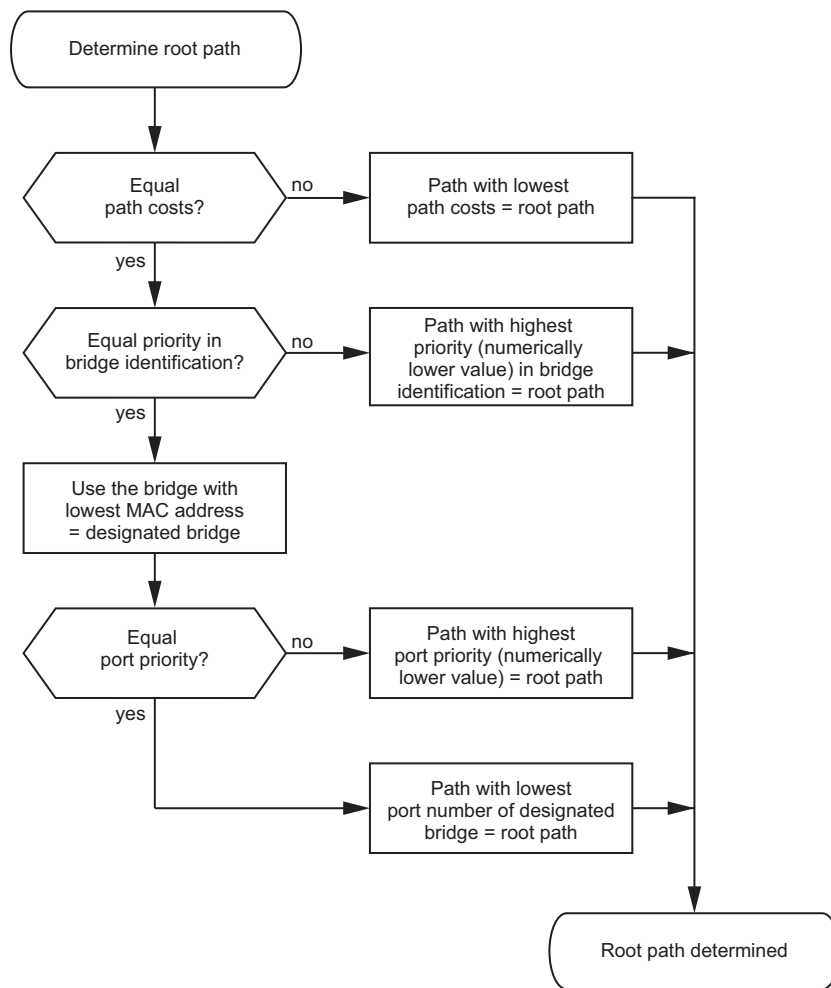 Determine root path
Equal
path costs?
no
Path with lowest
path costs = root path
yes
Equal priority in
bridge identification?
no
Path with highest
priority (numerically
lower value) in bridge
identification = root path
yes
Use the bridge with
lowest MAC address
= designated bridge
Equal
port priority?
no
Path with highest
port priority (numerically
lower value) = root path
yes
Path with lowest
port number of designated
bridge = root path
Root path determined